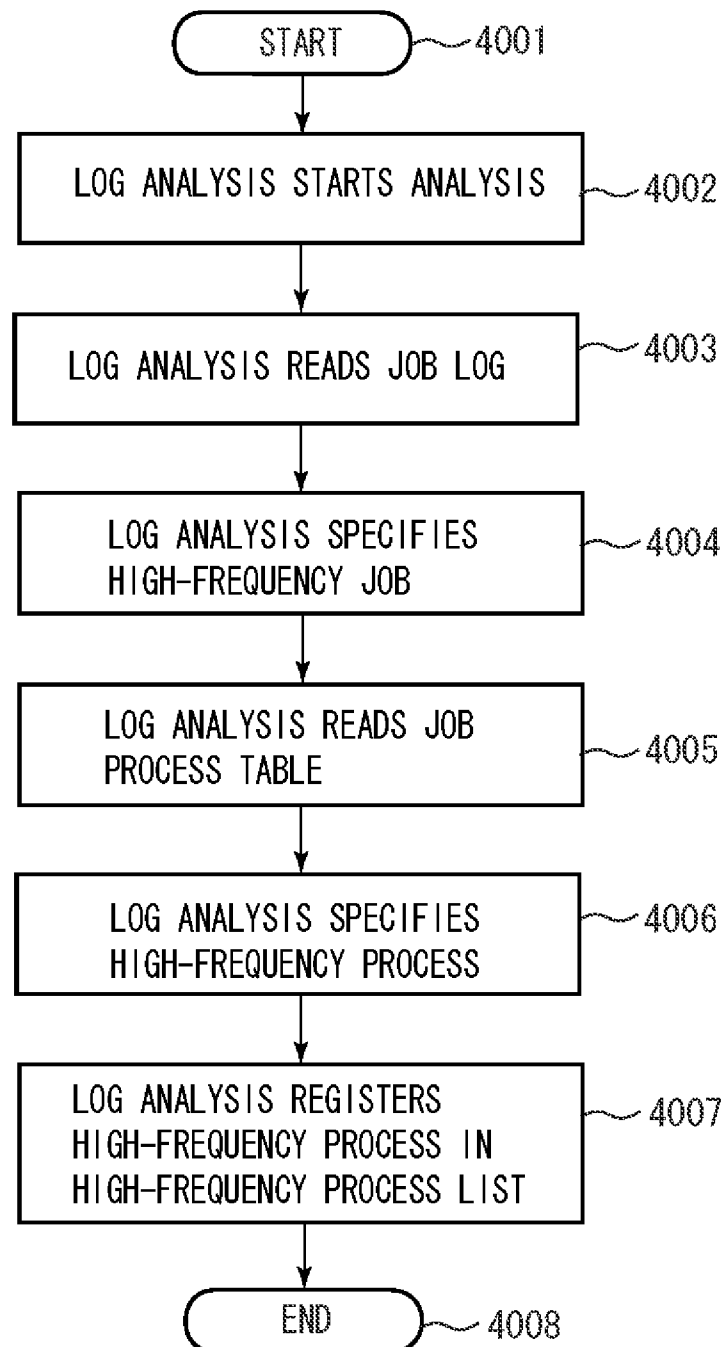 START
4001
LOG ANALYSIS STARTS ANALYSIS
4002
LOG ANALYSIS READS JOB LOG
4003
LOG ANALYSIS SPECIFIES
HIGH-FREQUENCY JOB
4004
LOG ANALYSIS READS JOB
PROCESS TABLE
4005
LOG ANALYSIS SPECIFIES
HIGH-FREQUENCY PROCESS
4006
LOG ANALYSIS REGISTERS
HIGH-FREQUENCY PROCESS IN
HIGH-FREQUENCY PROCESS LIST
4007
END
4008